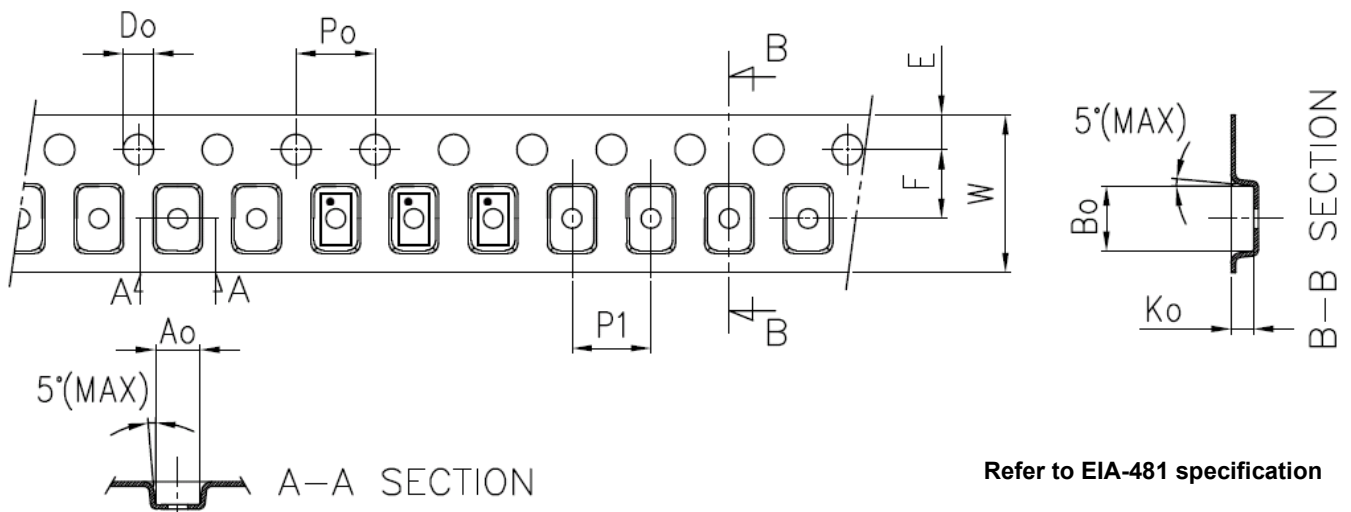 Do
Po
B
E
5°(MAX)
F
W
Bo
B-B SECTION
A
A
Ko
Ao
P1
B
5°(MAX)
A-A SECTION
Refer to EIA-481 specification